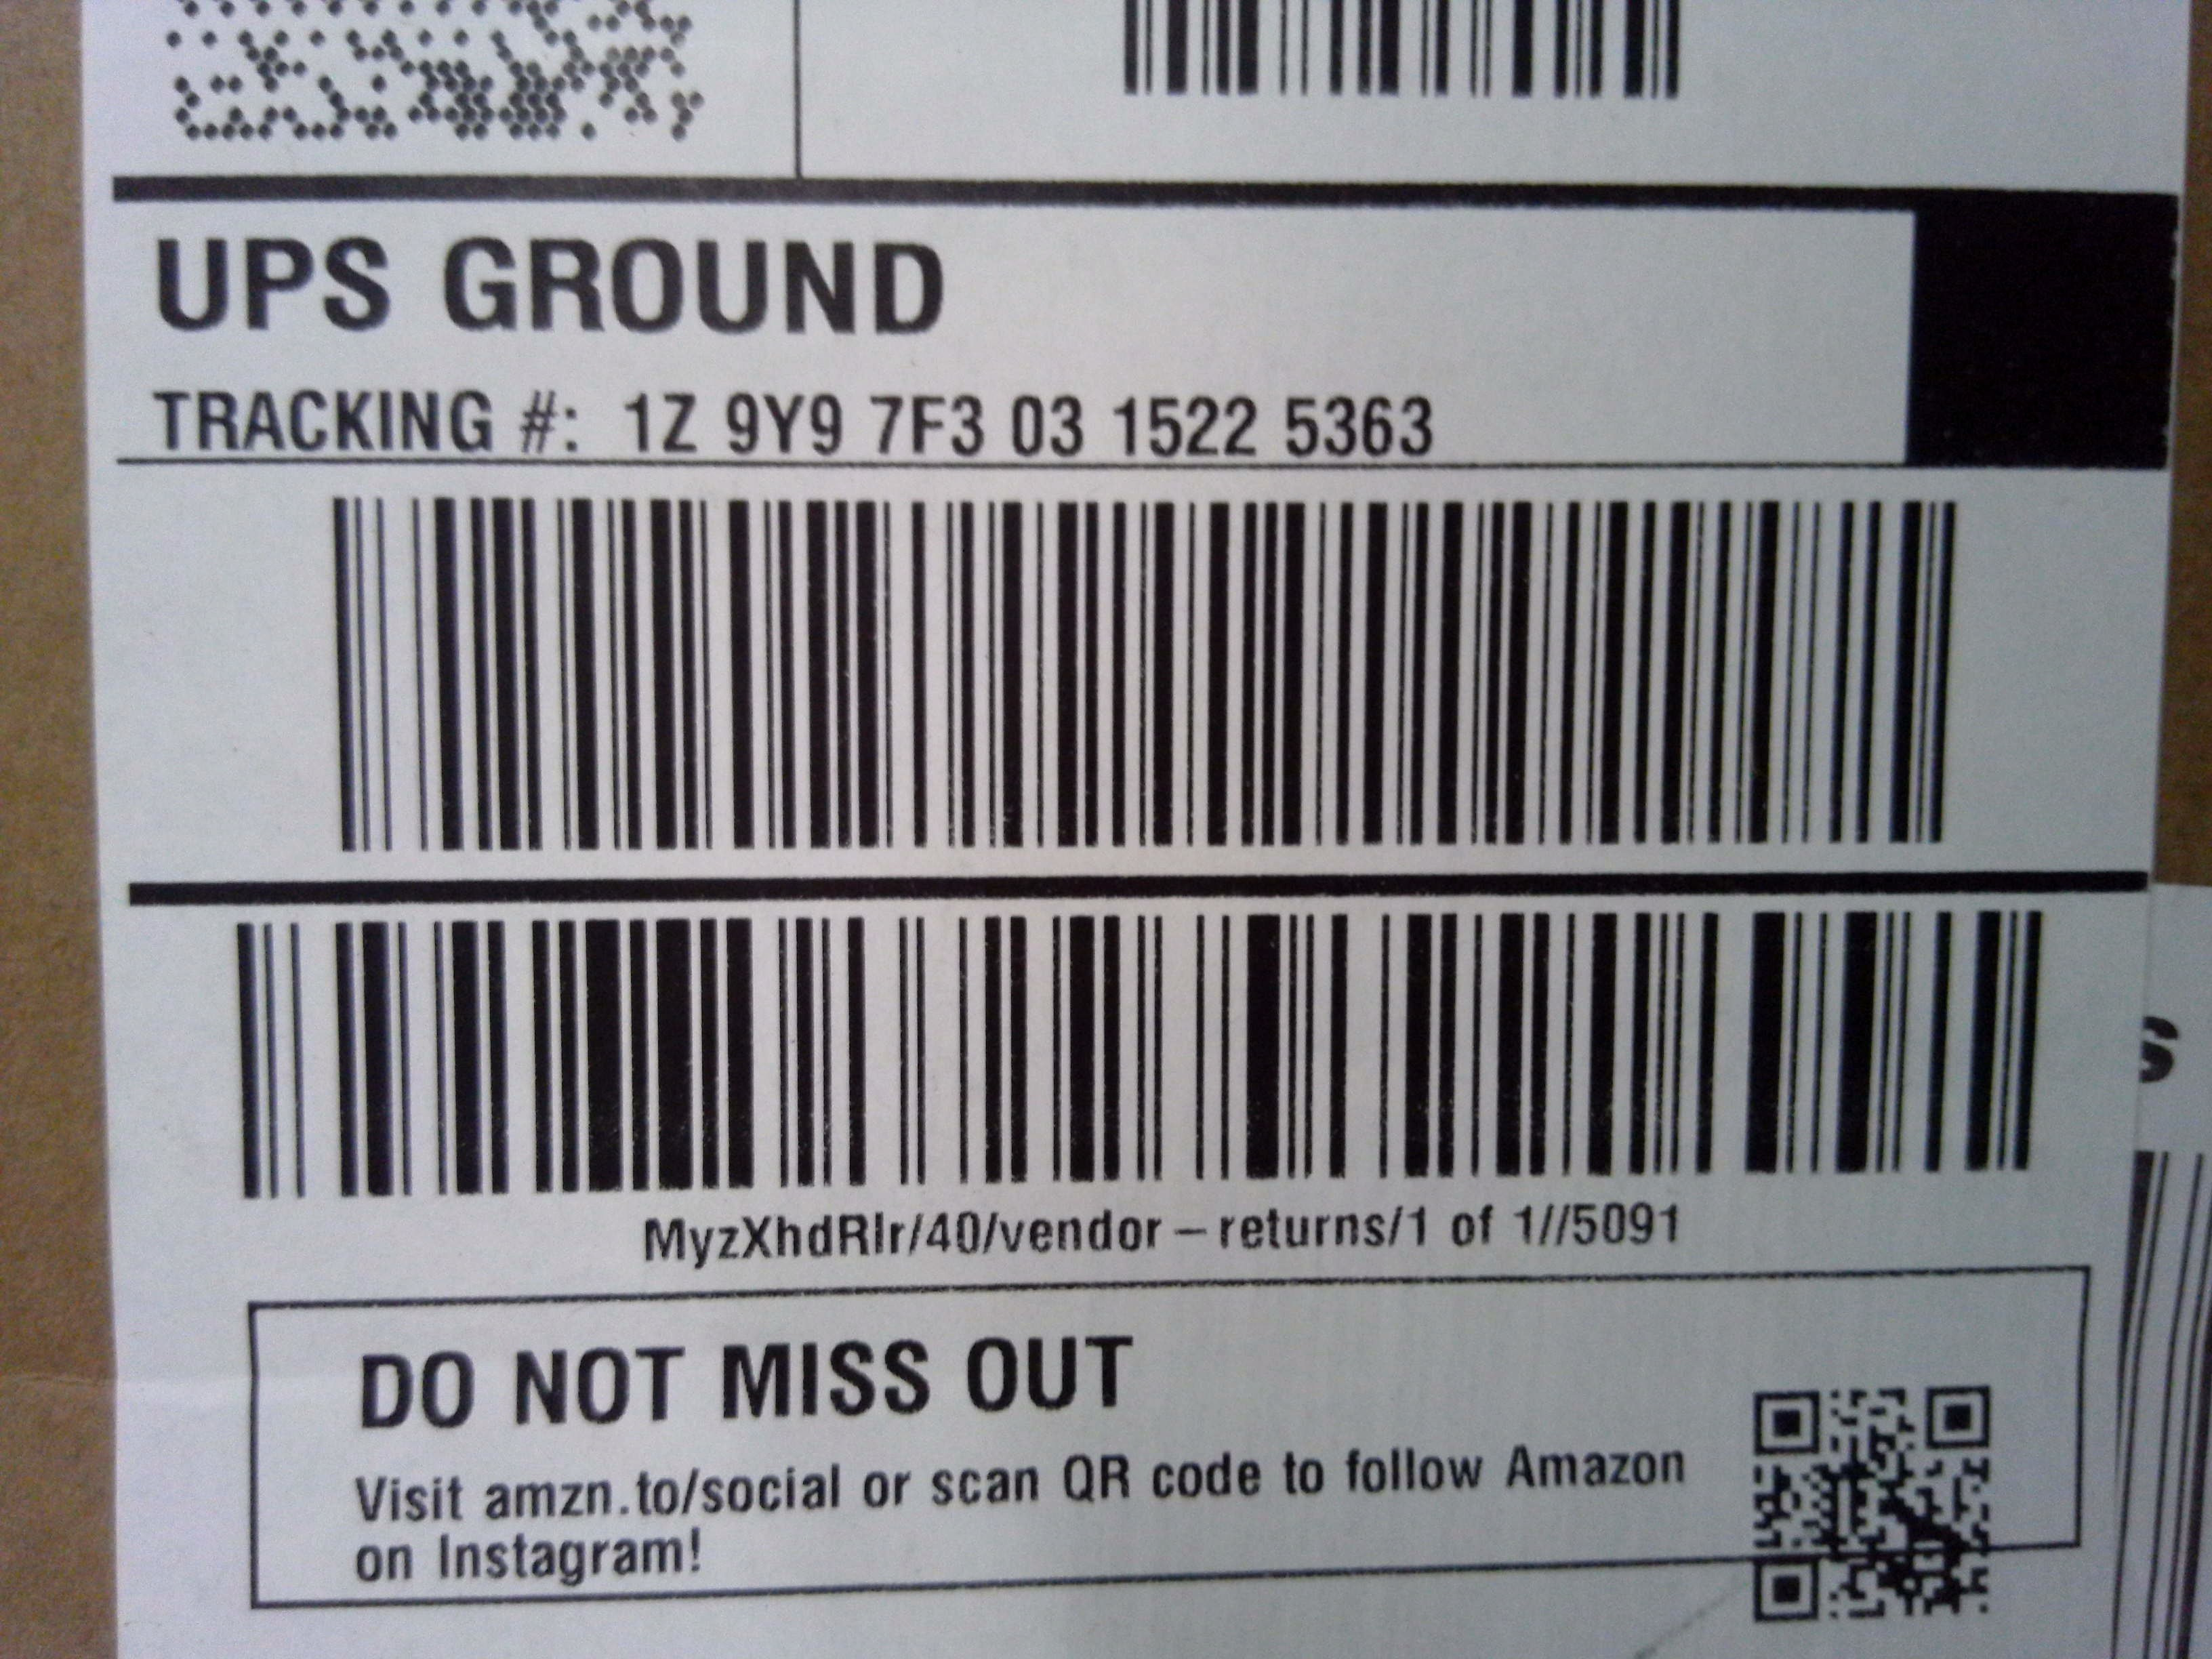 UPS GROUND
TRACKING #: 1Z 9Y9 7F3 03 1522 5363
MyzXhdRlr/40/vendor – returns/1 of 1//5091
DO NOT MISS OUT
Visit amzn.to/social or scan QR code to follow Amazon
on Instagram!